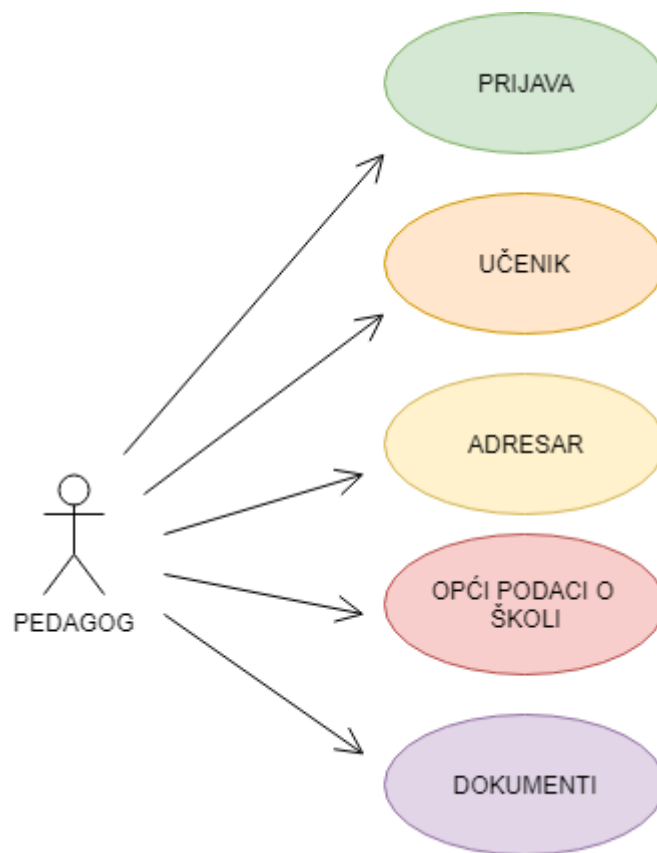 PRIJAVA
UČENIK
ADRESAR
OPĆI PODACI O
ŠKOLI
PEDAGOG
DOKUMENTI